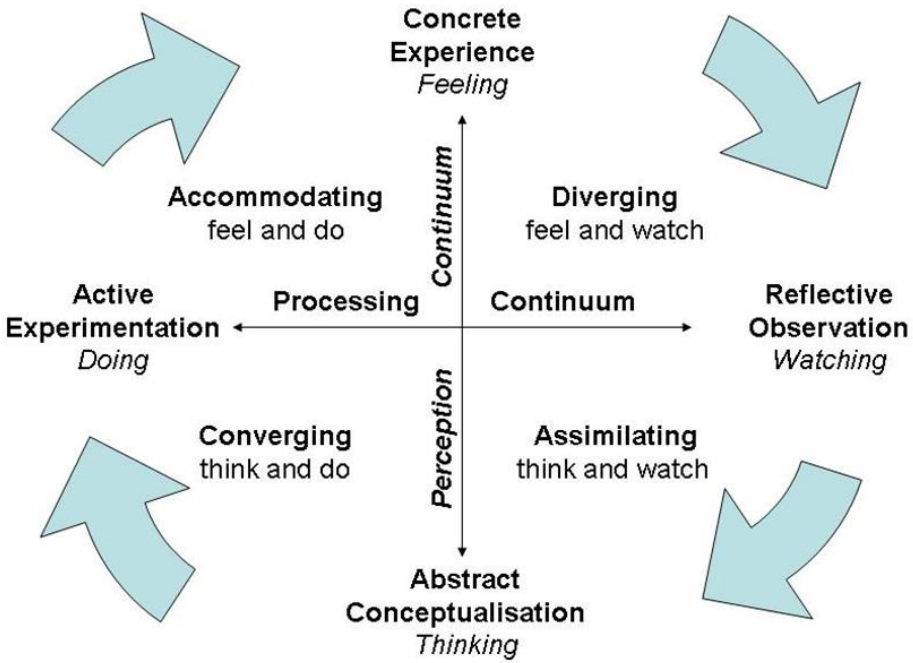 Concrete
Experience
Feeling
Accommodating
feel and do
Continuum
Diverging
feel and watch
Active
Experimentation
Doing
Processing
Continuum
Reflective
Observation
Watching
Converging
think and do
Perception
Assimilating
think and watch
Abstract
Conceptualisation
Thinking